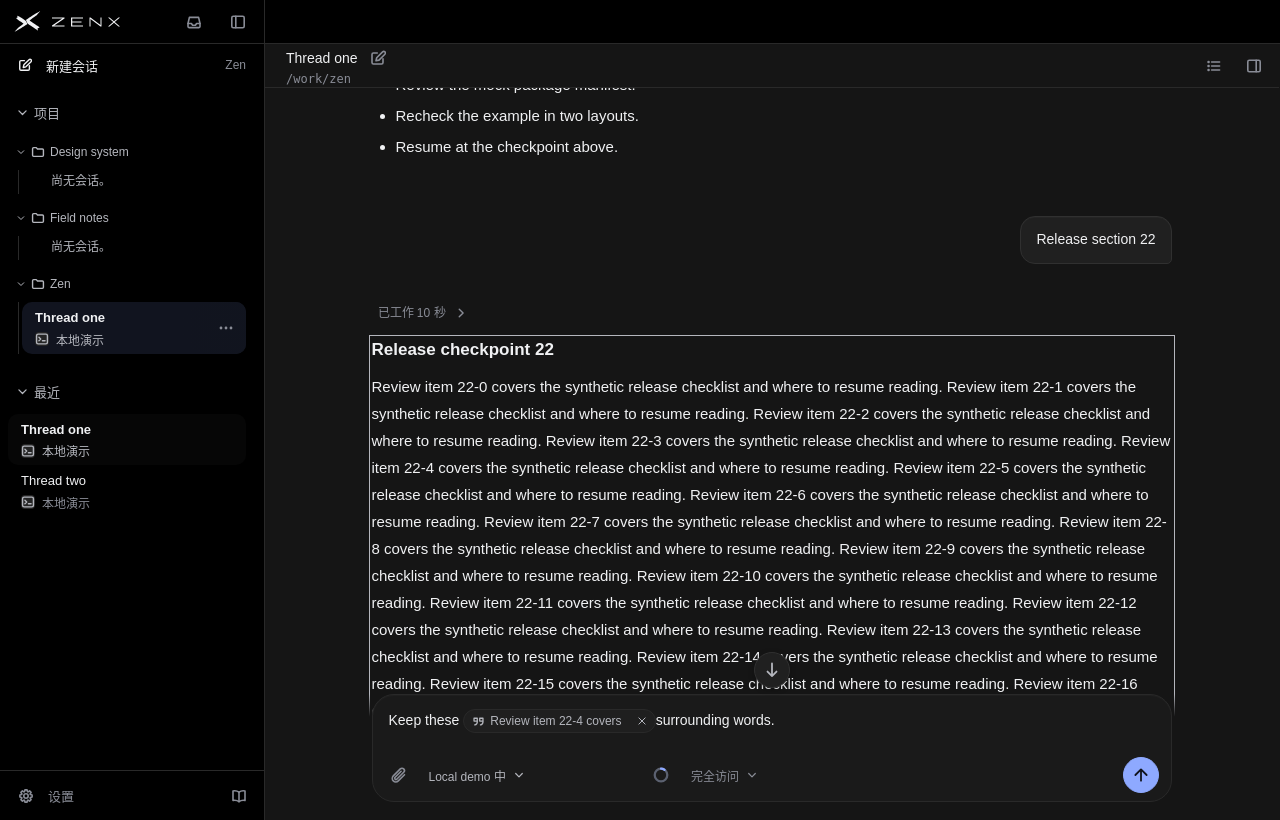 ZENX
新建会话
Zen
项目
Design system
尚无会话。
Field notes
尚无会话。
Zen
Thread one
本地演示
最近
Thread one
本地演示
Thread two
本地演示
设置
Thread one
/work/zen
Review the mock package manifest.
Recheck the example in two layouts.
Resume at the checkpoint above.
Release section 22
已工作 10 秒
Release checkpoint 22
Review item 22-0 covers the synthetic release checklist and where to resume reading. Review item 22-1 covers the
synthetic release checklist and where to resume reading. Review item 22-2 covers the synthetic release checklist and
where to resume reading. Review item 22-3 covers the synthetic release checklist and where to resume reading. Review
item 22-4 covers the synthetic release checklist and where to resume reading. Review item 22-5 covers the synthetic
release checklist and where to resume reading. Review item 22-6 covers the synthetic release checklist and where to
resume reading. Review item 22-7 covers the synthetic release checklist and where to resume reading. Review item 22-
8 covers the synthetic release checklist and where to resume reading. Review item 22-9 covers the synthetic release
checklist and where to resume reading. Review item 22-10 covers the synthetic release checklist and where to resume
reading. Review item 22-11 covers the synthetic release checklist and where to resume reading. Review item 22-12
covers the synthetic release checklist and where to resume reading. Review item 22-13 covers the synthetic release
checklist and where to resume reading. Review item 22-14 covers the synthetic release checklist and where to resume
reading. Review item 22-15 covers the synthetic release checklist and where to resume reading. Review item 22-16
Keep these Review item 22-4 covers surrounding words.
Local demo 中
完全访问